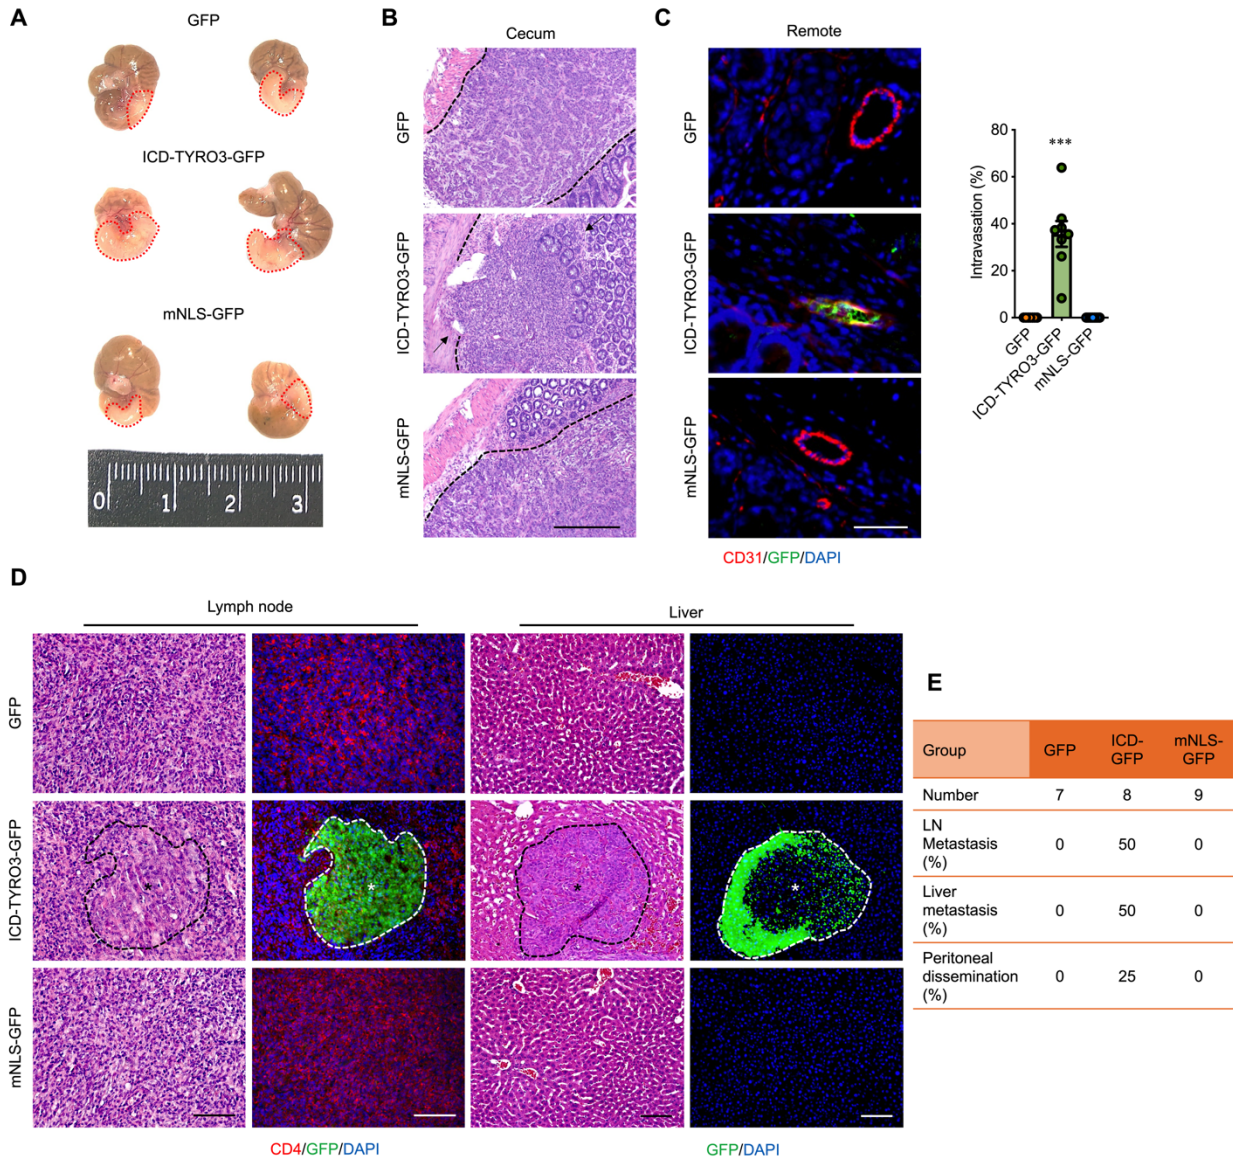 A
GFP
ICD-TYRO3-GFP
mNLS-GFP
0 1 2 3
B
Cecum
GFP
ICD-TYRO3-GFP
mNLS-GFP
C
Remote
GFP
ICD-TYRO3-GFP
mNLS-GFP
CD31/GFP/DAPI
Intravasation (%)
80
60
40
20
0
***
GFP
ICD-TYRO3-GFP
mNLS-GFP
D
Lymph node
Liver
GFP
ICD-TYRO3-GFP
* * * *
mNLS-GFP
CD4/GFP/DAPI
GFP/DAPI
E
Group GFP ICD-GFP mNLS-GFP
Number 7 8 9
LN
Metastasis
(%) 0 50 0
Liver
metastasis
(%) 0 50 0
Peritoneal
dissemination
(%) 0 25 0